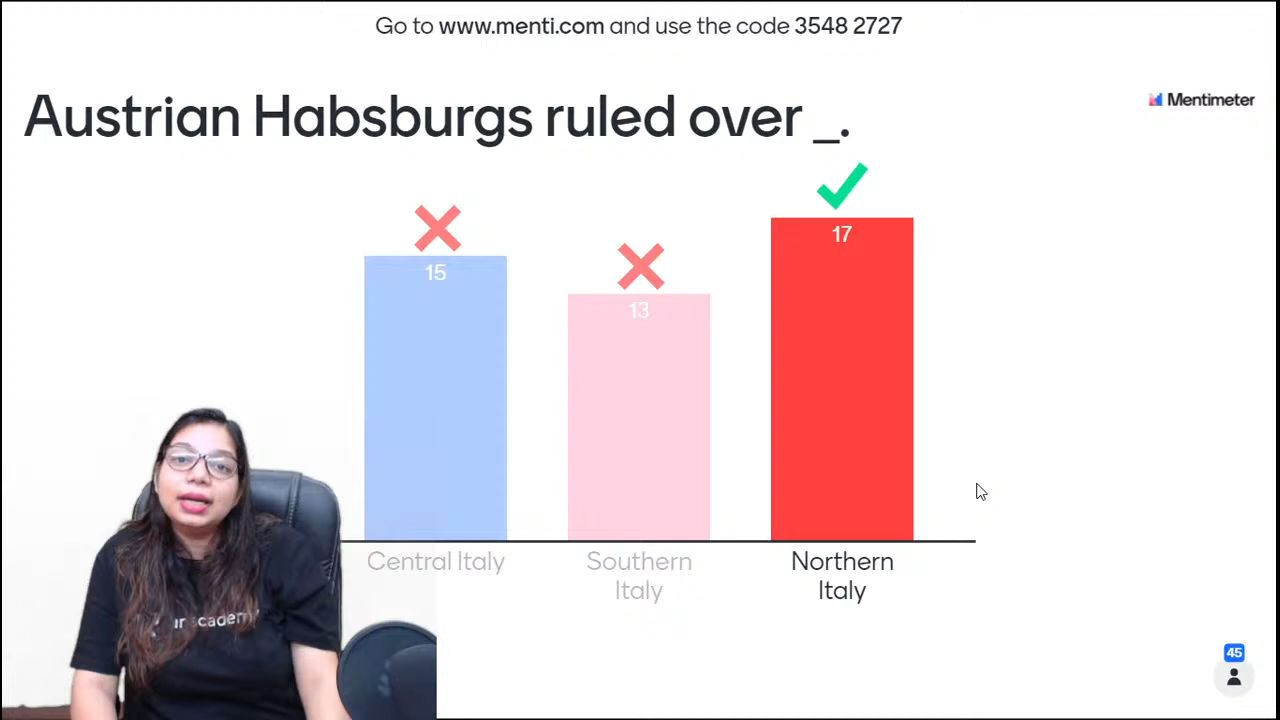 Go to www.menti.com and use the code 3548 2727
Austrian Habsburgs ruled over _.
Mentimeter
17
15
13
Central Italy
Southern
Italy
Northern
Italy
45